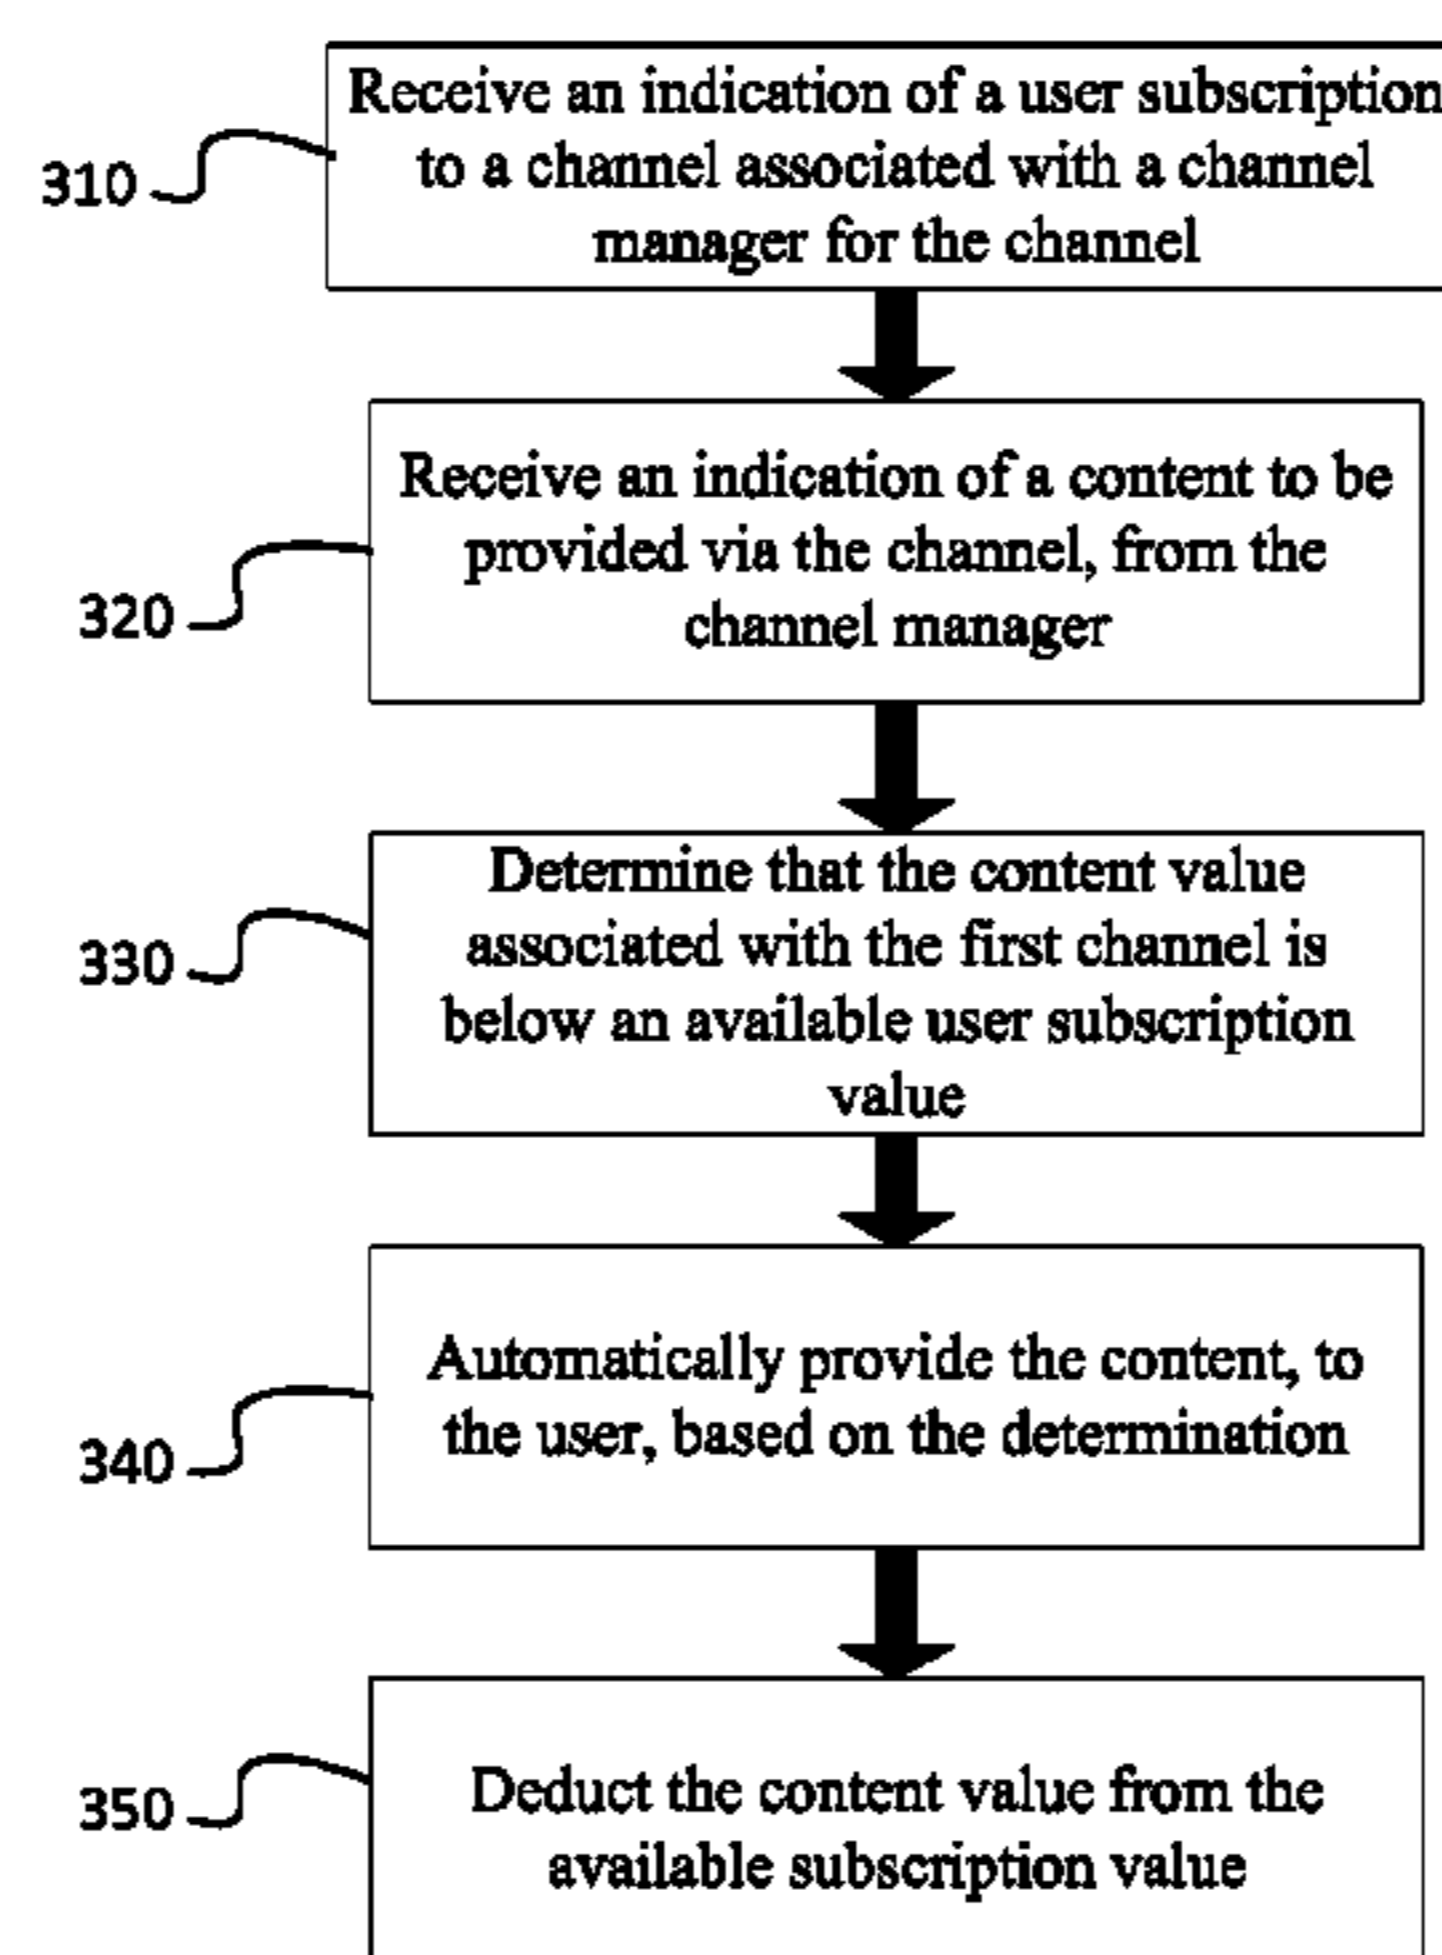 Receive an indication of a user subscription
310
to a channel associated with a channel
manager for the channel
Receive an indication of a content to be
provided via the channel, from the
320
channel manager
Determine that the content value
associated with the first channel is
330
below an available user subscription
value
Automatically provide the content, to
the user, based on the determination
340
Deduct the content value from the
350
available subscription value